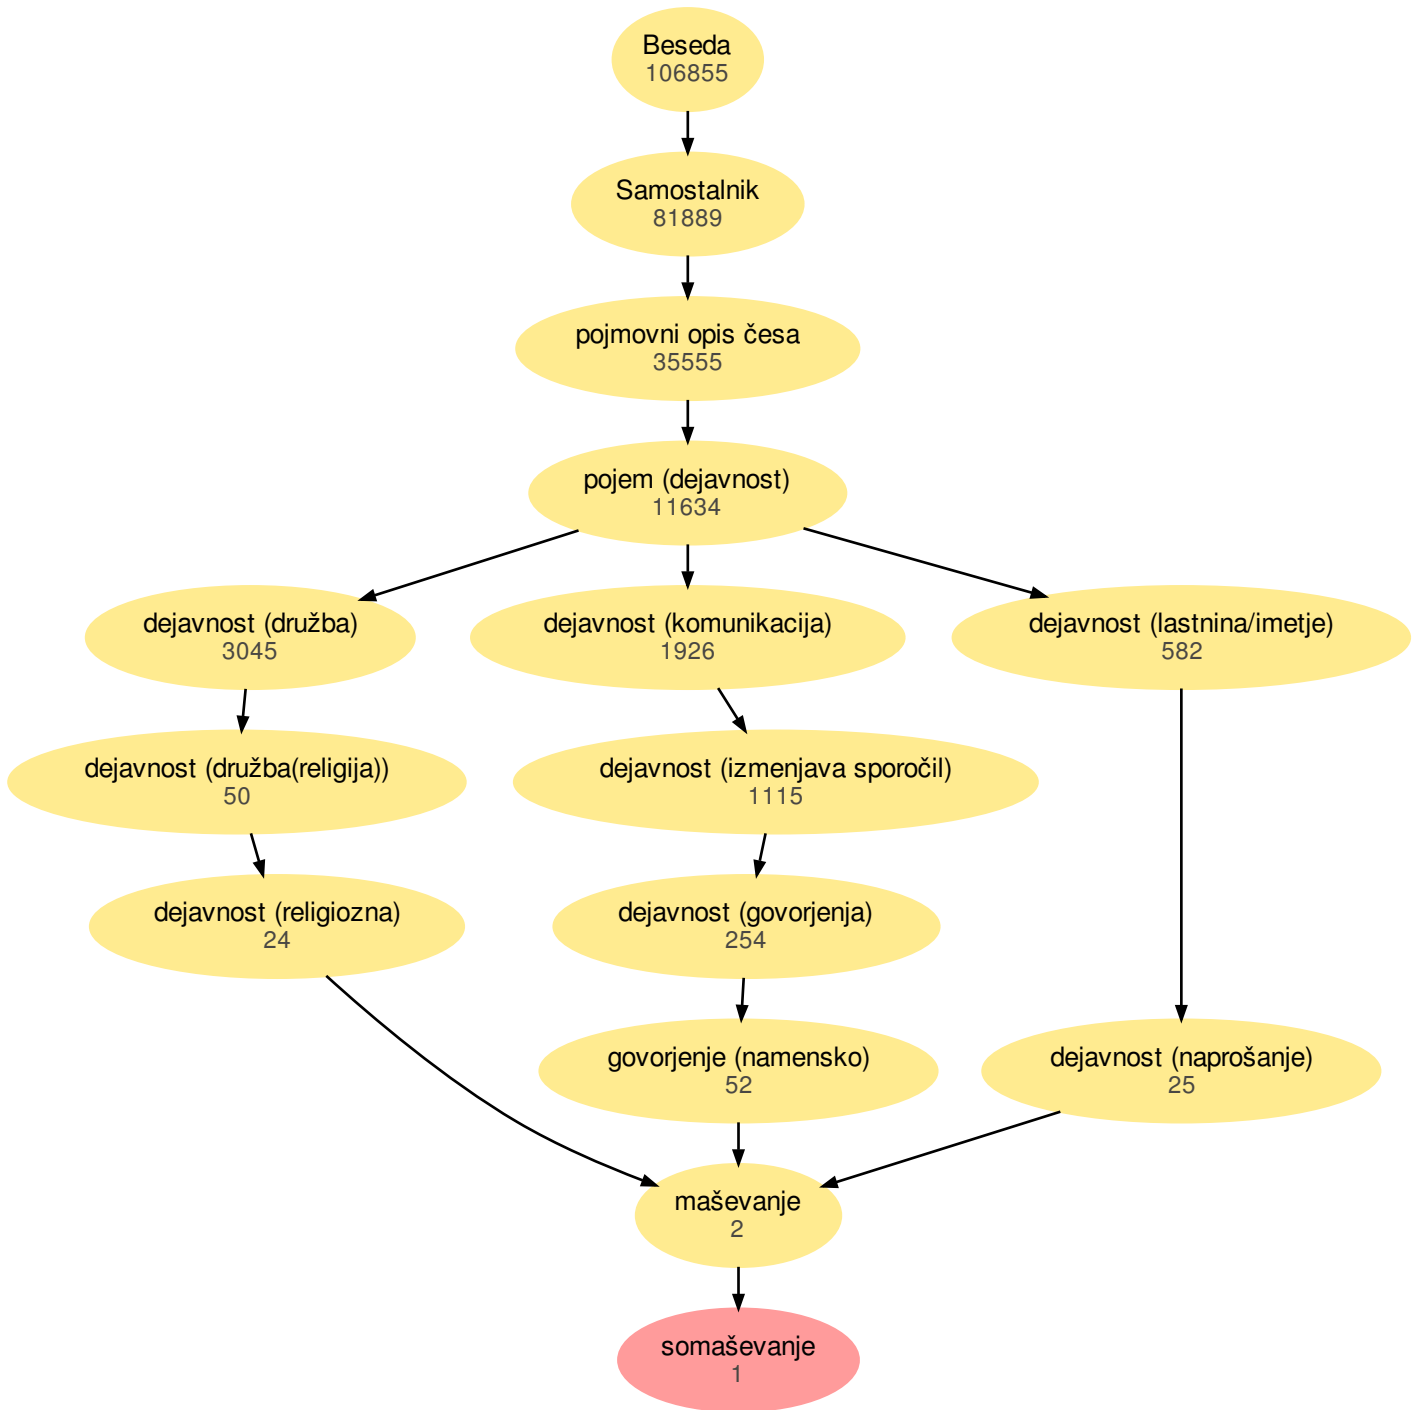 Beseda
106855
Samostalnik
81889
pojmovni opis česa
35555
pojem (dejavnost)
11634
dejavnost (družba)
3045
dejavnost (komunikacija)
1926
dejavnost (lastnina/imetje)
582
dejavnost (družba(religija))
50
dejavnost (izmenjava sporočil)
1115
dejavnost (religiozna)
24
dejavnost (govorjenja)
254
govorjenje (namensko)
52
dejavnost (naprošanje)
25
maševanje
2
somaševanje
1